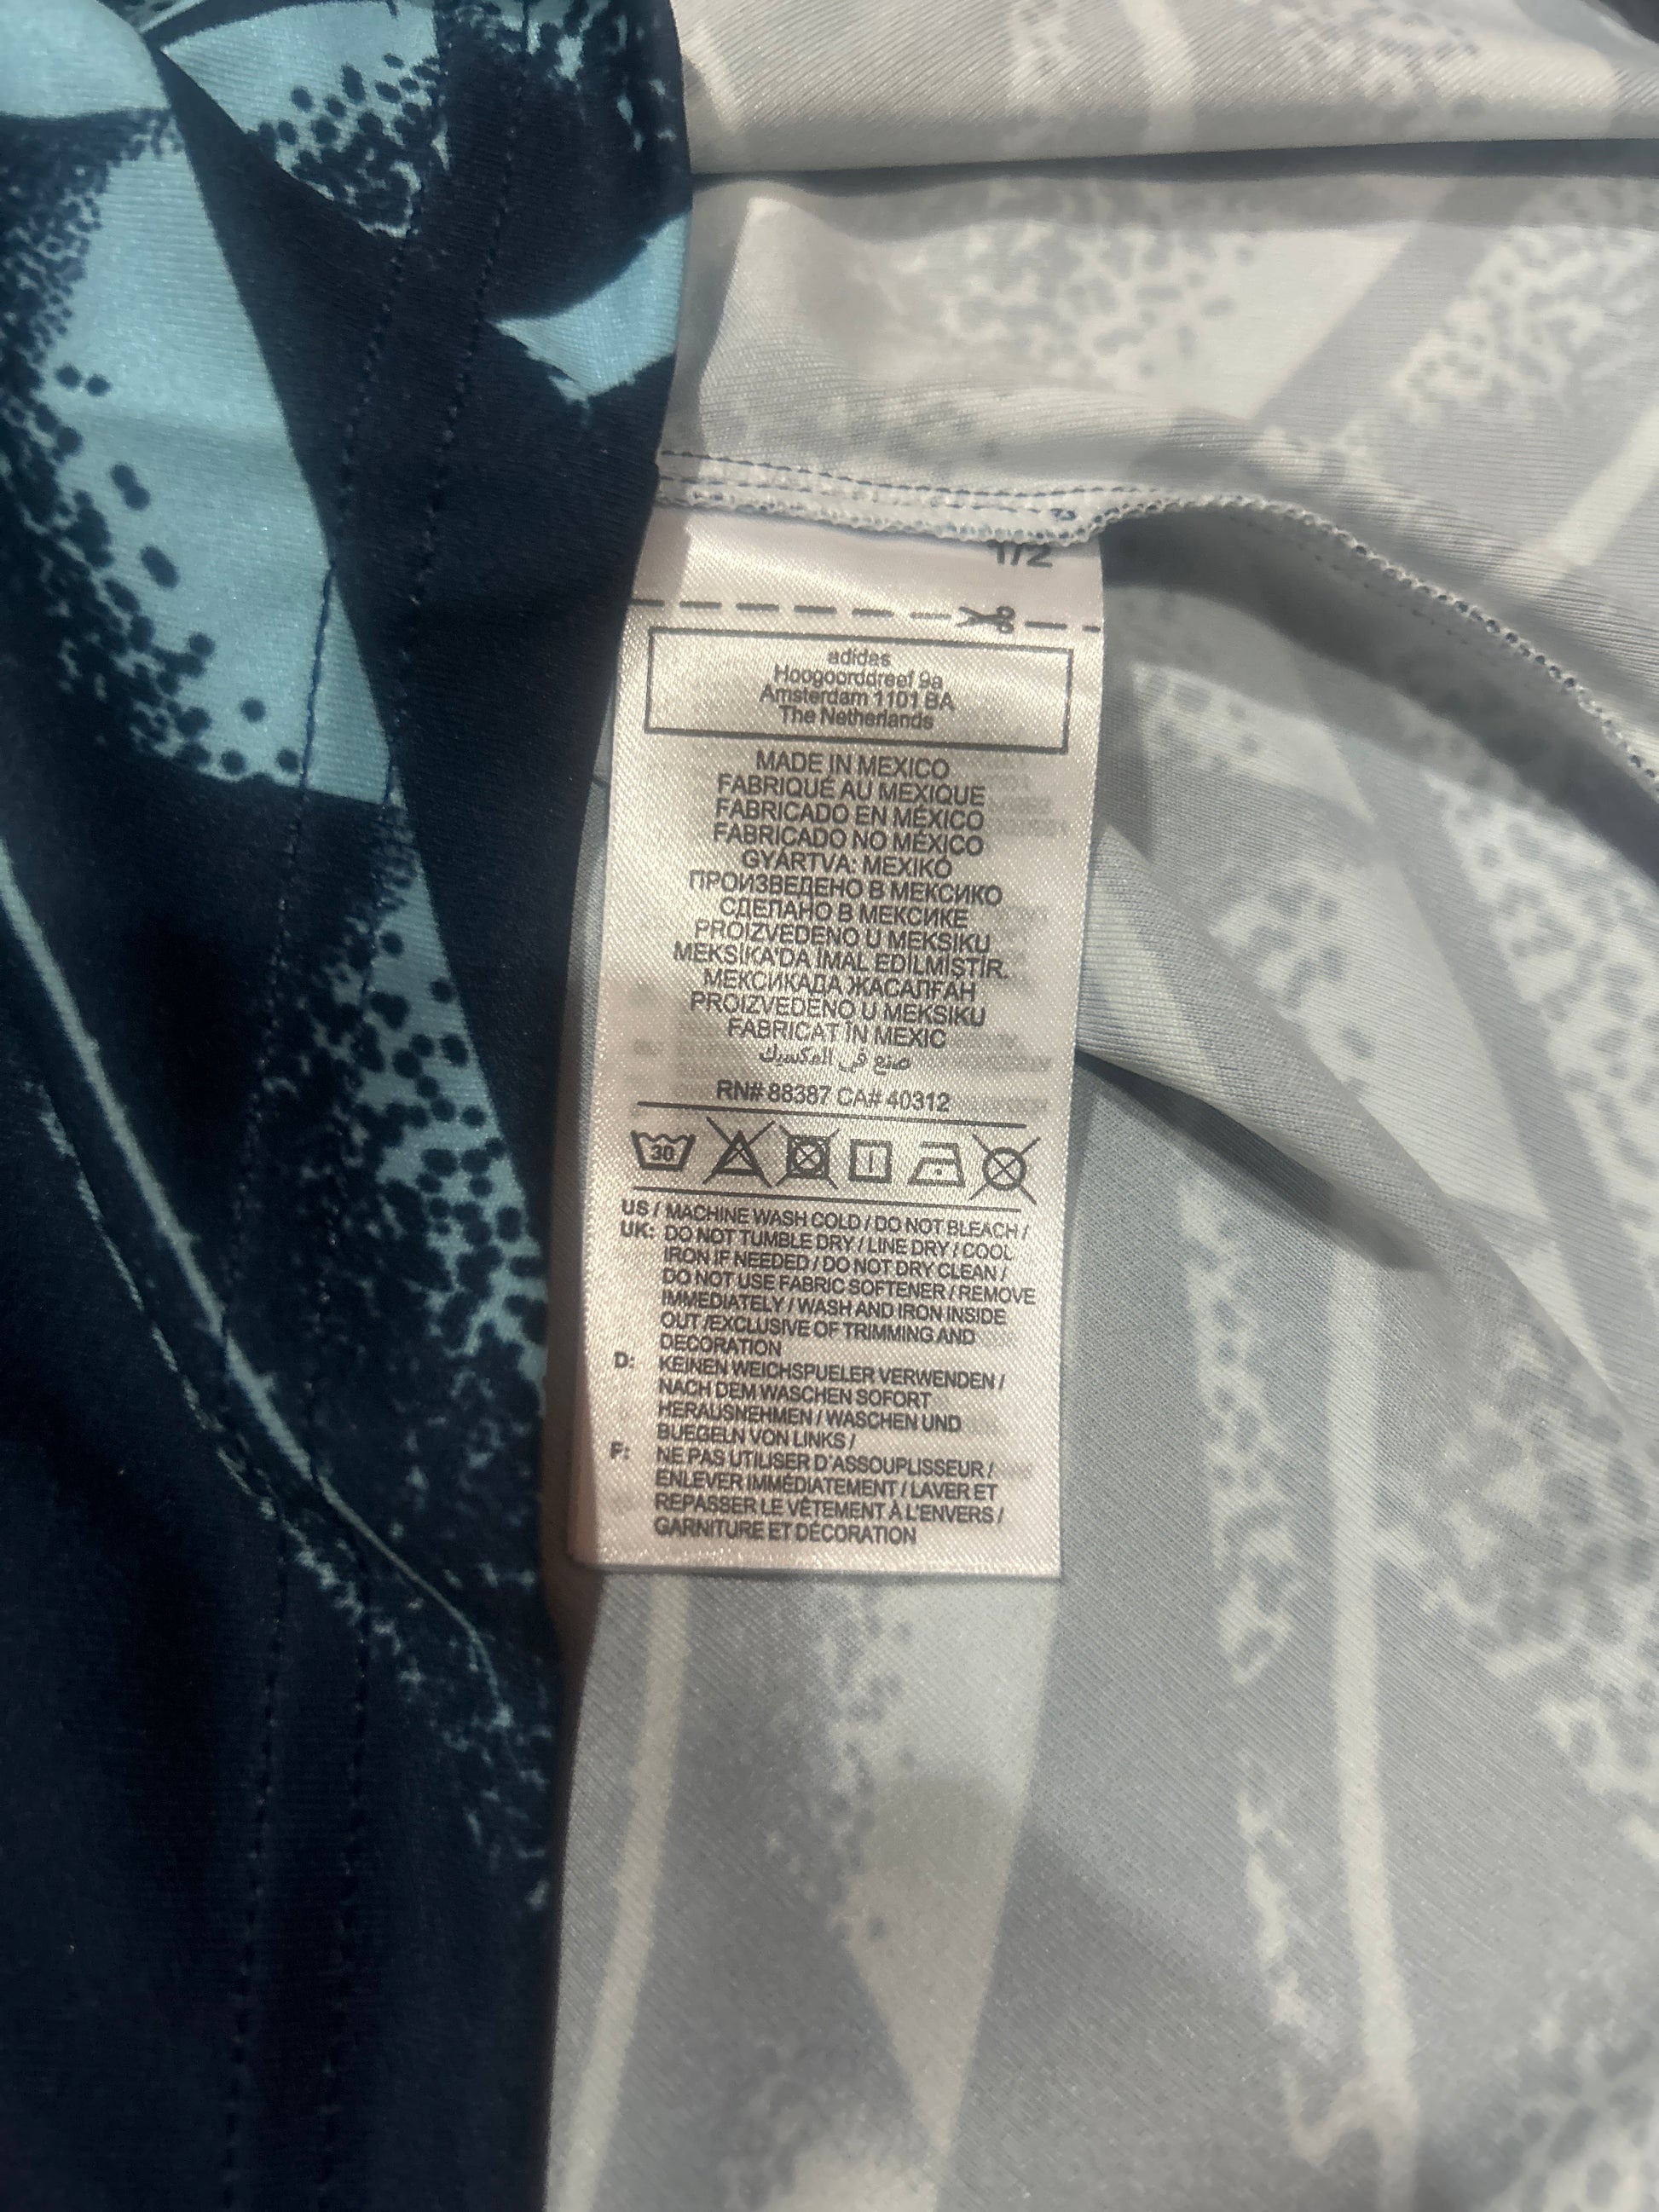 1/2
adidas
Hoogoorddreef 9a
Amsterdam 1101 BA
The Netherlands
MADE IN MEXICO
FABRIQUÉ AU MEXIQUE
FABRICADO EN MÉXICO
FABRICADO NO MÉXICO
GYÁRTVA: MEXIKÓ
ПРОИЗВЕДЕНО В МЕКСИКО
СДЕЛАНО В МЕКСИКЕ
PROIZVEDENO U MEKSIKU
MEKSİKA'DA İMAL EDİLMİŞTİR.
МЕКСИКАДА ЖАСАЛҒАН
PROIZVEDENO U MEKSIKU
FABRICAT ÎN MEXIC
صنع في المكسيك
RN# 88387 CA# 40312
30
US / MACHINE WASH COLD / DO NOT BLEACH /
UK: DO NOT TUMBLE DRY / LINE DRY / COOL
IRON IF NEEDED / DO NOT DRY CLEAN /
DO NOT USE FABRIC SOFTENER / REMOVE
IMMEDIATELY / WASH AND IRON INSIDE
OUT /EXCLUSIVE OF TRIMMING AND
DECORATION
D: KEINEN WEICHSPUELER VERWENDEN /
NACH DEM WASCHEN SOFORT
HERAUSNEHMEN / WASCHEN UND
BUEGELN VON LINKS /
F: NE PAS UTILISER D'ASSOUPLISSEUR /
ENLEVER IMMÉDIATEMENT / LAVER ET
REPASSER LE VÊTEMENT À L'ENVERS /
GARNITURE ET DÉCORATION